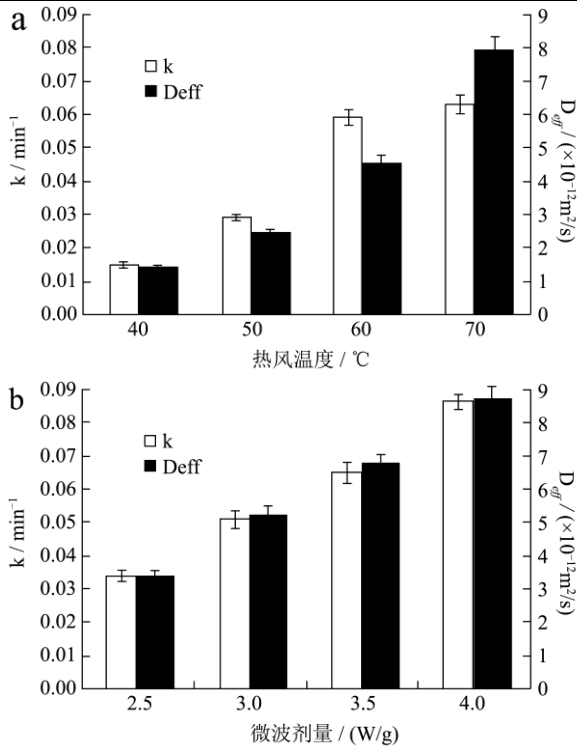 a
0.09
0.08
0.07
0.06
0.05
0.04
0.03
0.02
0.01
0.00
k / min⁻¹
k
Deff
9
8
7
6
5
4
3
2
1
0
D_eff / (×10⁻¹²m²/s)
40 50 60 70
热风温度 / ℃
b
0.09
0.08
0.07
0.06
0.05
0.04
0.03
0.02
0.01
0.00
k / min⁻¹
k
Deff
9
8
7
6
5
4
3
2
1
0
D_eff / (×10⁻¹²m²/s)
2.5 3.0 3.5 4.0
微波剂量 / (W/g)